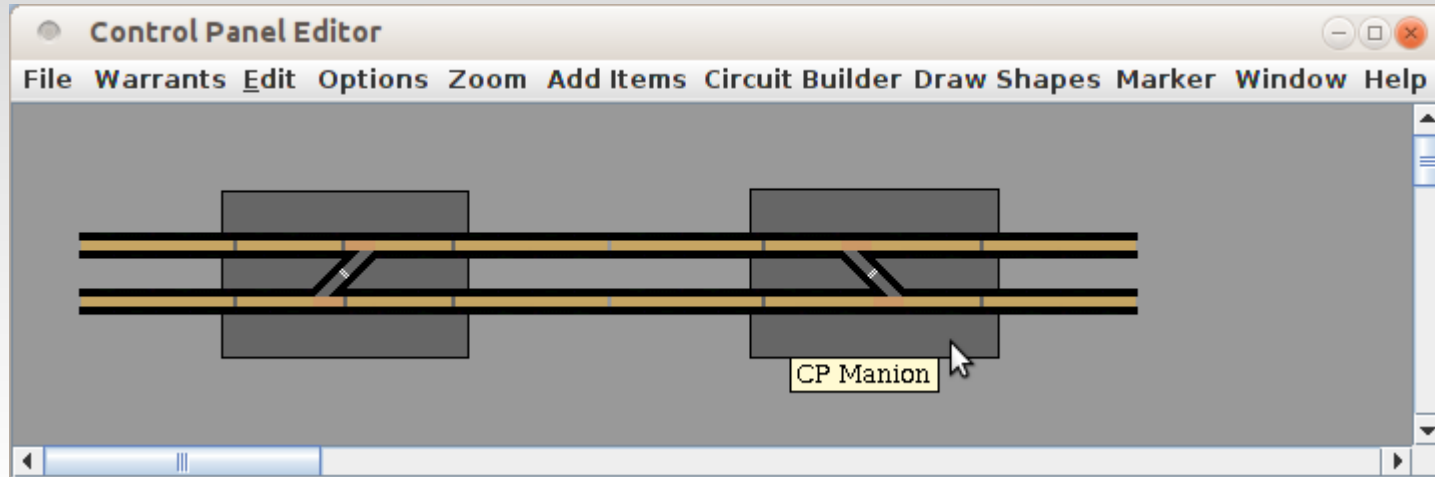 Control Panel Editor
File Warrants Edit Options Zoom Add Items Circuit Builder Draw Shapes Marker Window Help
CP Manion